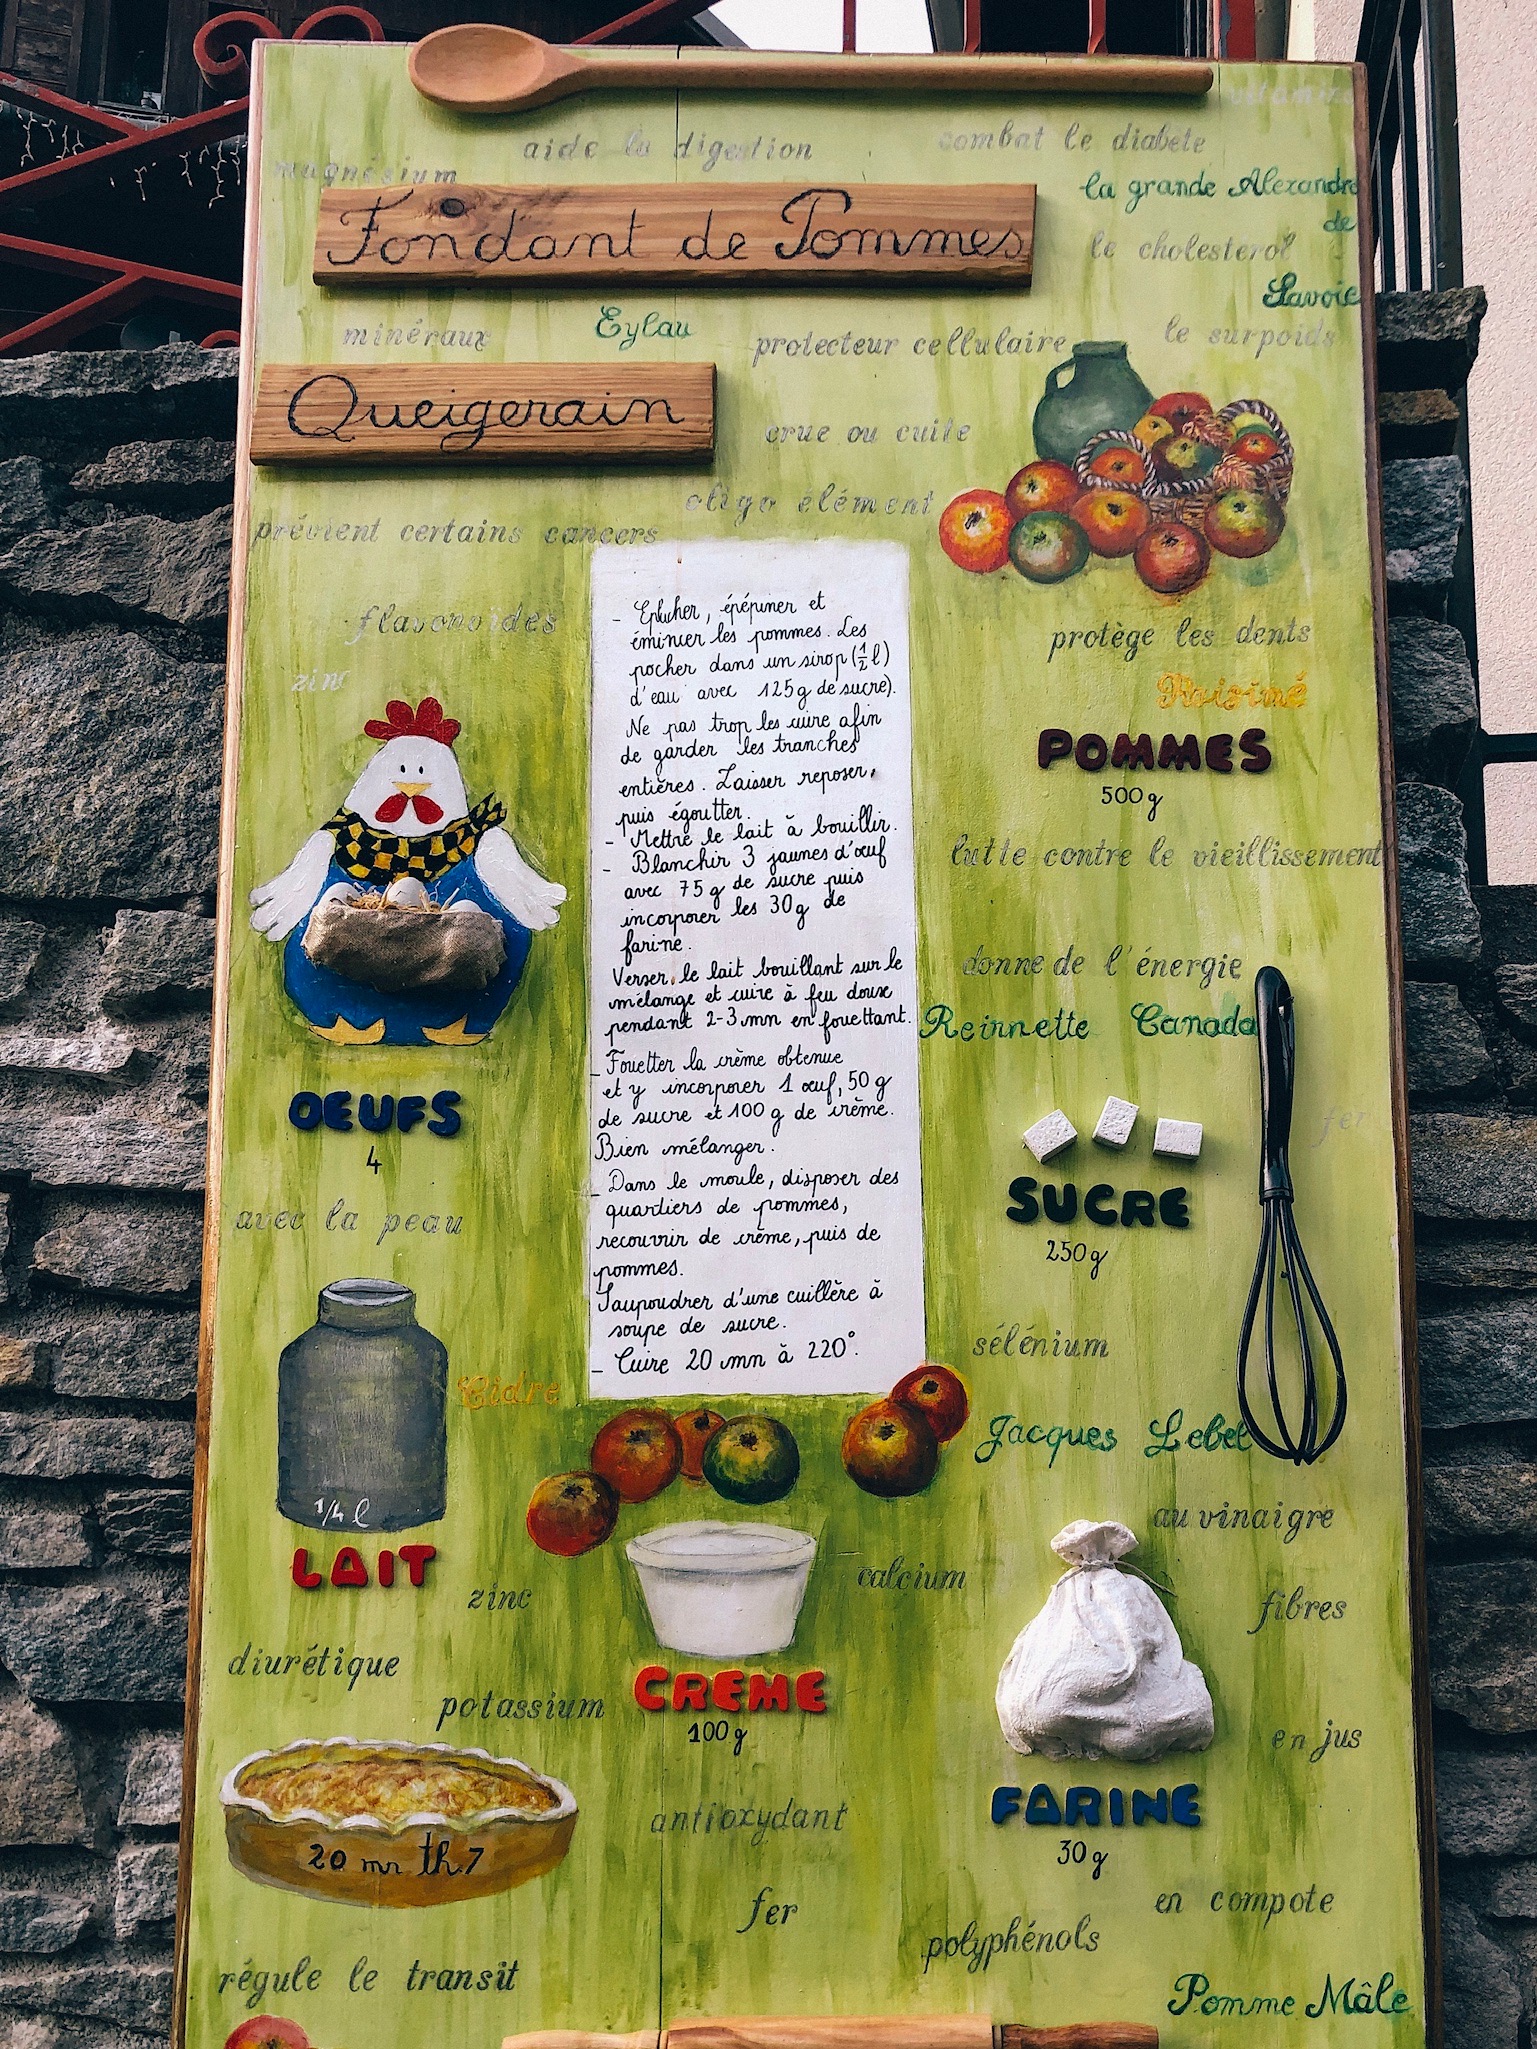 aide la digestion
combat le diabète
magnésium
la grande Alexandre
de
Savoie
Fondant de Pommes
le cholesterol
minéraux
Eylau
protecteur cellulaire
le surpoids
Queigerain
crue ou cuite
oligo élément
prévient certains cancers
flavonoïdes
zinc
- Eplucher, épépiner et
émincer les pommes. Les
pocher dans un sirop (1/2 l)
d'eau avec 125g de sucre).
Ne pas trop les cuire afin
de garder les tranches
entières. Laisser reposer,
puis égoutter.
- Mettre le lait à bouillir.
- Blanchir 3 jaunes d'œuf
avec 75g de sucre puis
incorporer les 30g de
farine.
Verser le lait bouillant sur le
mélange et cuire à feu doux
pendant 2-3 mn en fouettant.
- Fouetter la crème obtenue
et y incorporer 1 œuf, 50 g
de sucre et 100 g de crème.
Bien mélanger.
- Dans le moule, disposer des
quartiers de pommes,
recouvrir de crème, puis de
pommes.
Saupoudrer d'une cuillère à
soupe de sucre.
- Cuire 20 mn à 220°.
protège les dents
Raisiné
POMMES
500g
lutte contre le vieillissement
donne de l'énergie
Reinnette Canada
fer
OEUFS
4
avec la peau
SUCRE
250g
sélénium
Cidre
1/4 l
LAIT
Jacques Lebel
au vinaigre
zinc
calcium
fibres
diurétique
potassium
CREME
100g
en jus
20 mn th.7
antioxydant
FARINE
30g
fer
en compote
polyphénols
régule le transit
Pomme Mâle